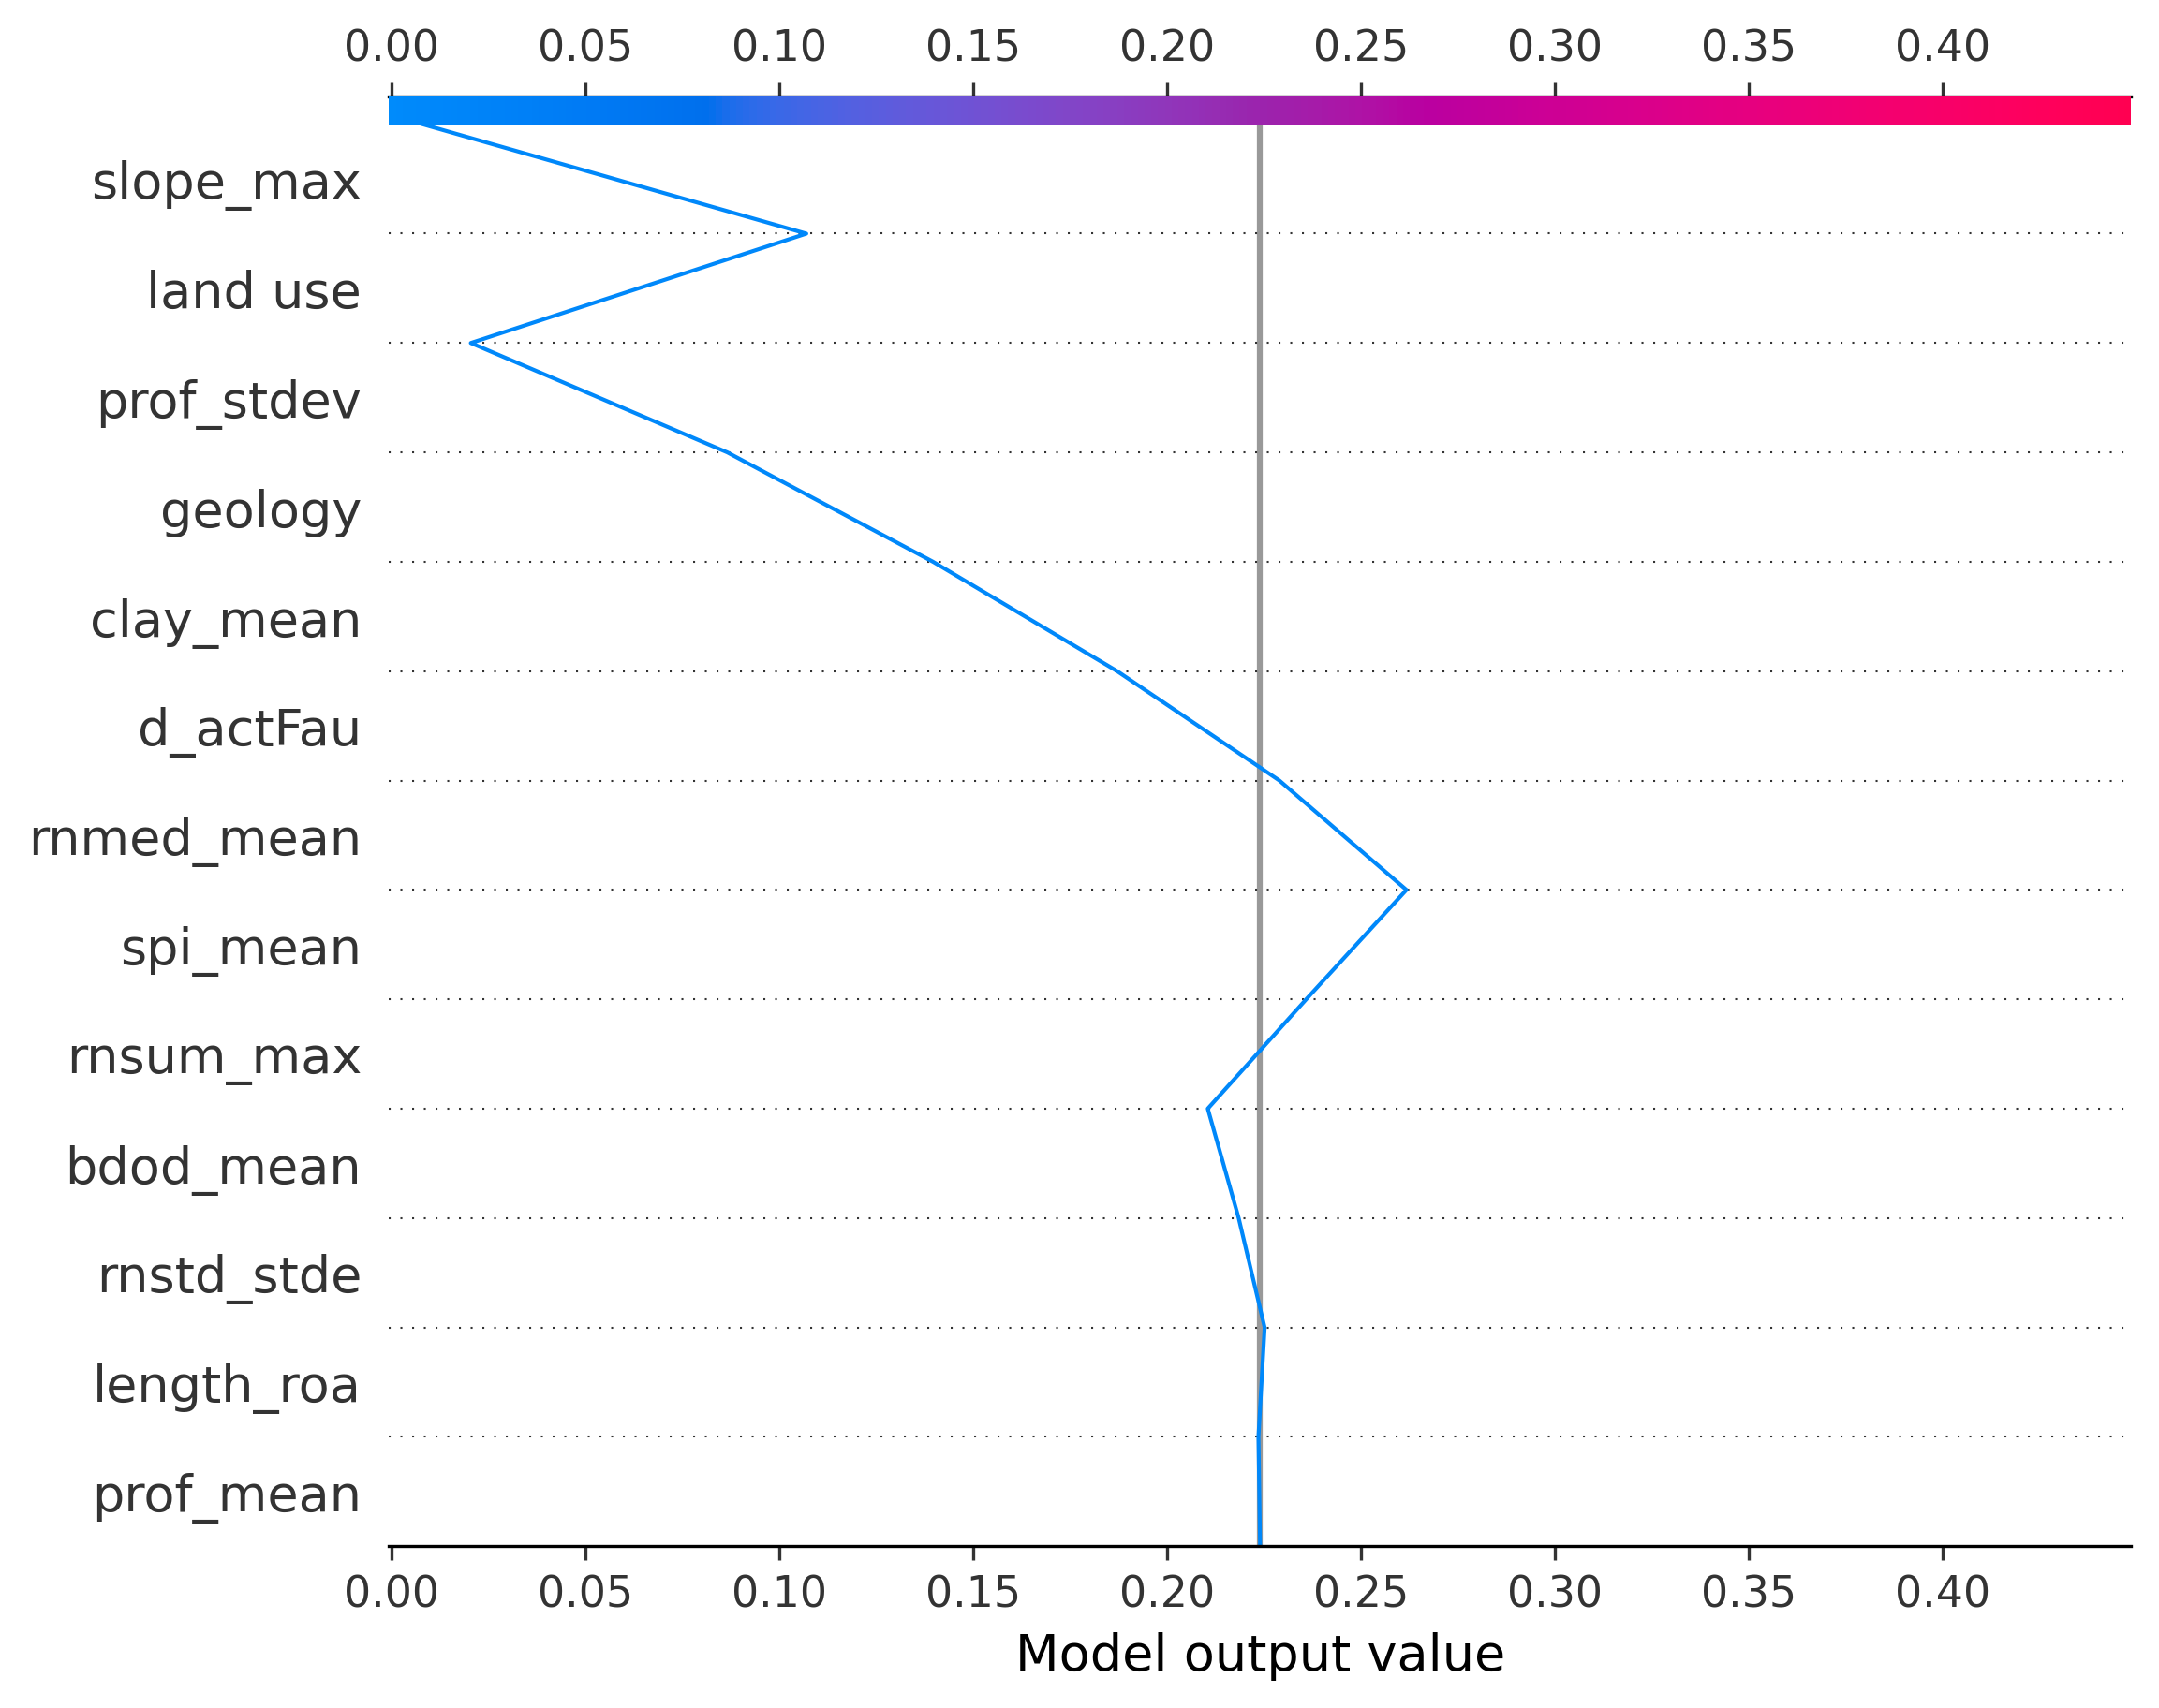 0.00 0.05 0.10 0.15 0.20 0.25 0.30 0.35 0.40
slope_max
land use
prof_stdev
geology
clay_mean
d_actFau
rnmed_mean
spi_mean
rnsum_max
bdod_mean
rnstd_stde
length_roa
prof_mean
0.00 0.05 0.10 0.15 0.20 0.25 0.30 0.35 0.40
Model output value